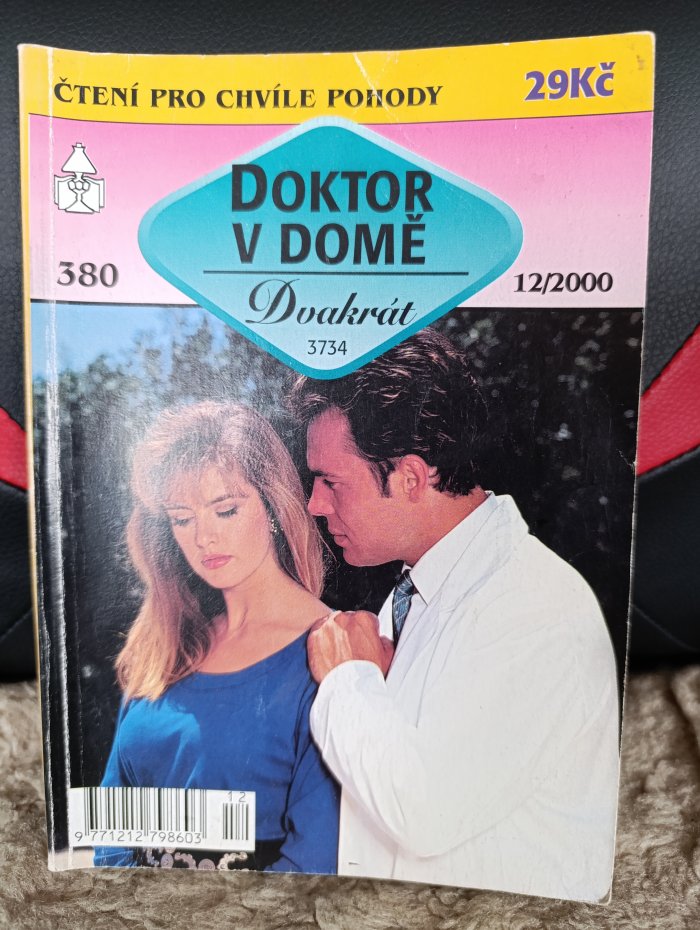 ČTENÍ PRO CHVÍLE POHODY
29Kč
DOKTOR
V DOMĚ
380
12/2000
Dvakrát
3734
12
9 771212 798603